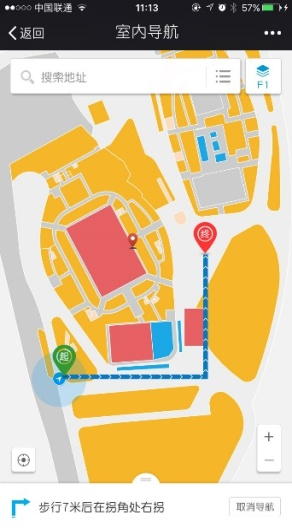 中国联通 11:13 57%
返回 室内导航
搜索地址
F1
终
起
步行7米后在拐角处右拐 取消导航